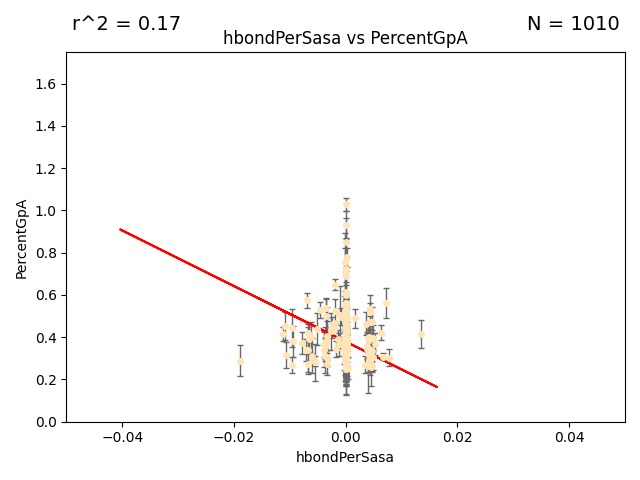 r^2 = 0.17
N = 1010
hbondPerSasa vs PercentGpA
1.6
1.4
1.2
1.0
0.8
0.6
0.4
0.2
0.0
PercentGpA
−0.04
−0.02
0.00
0.02
0.04
hbondPerSasa